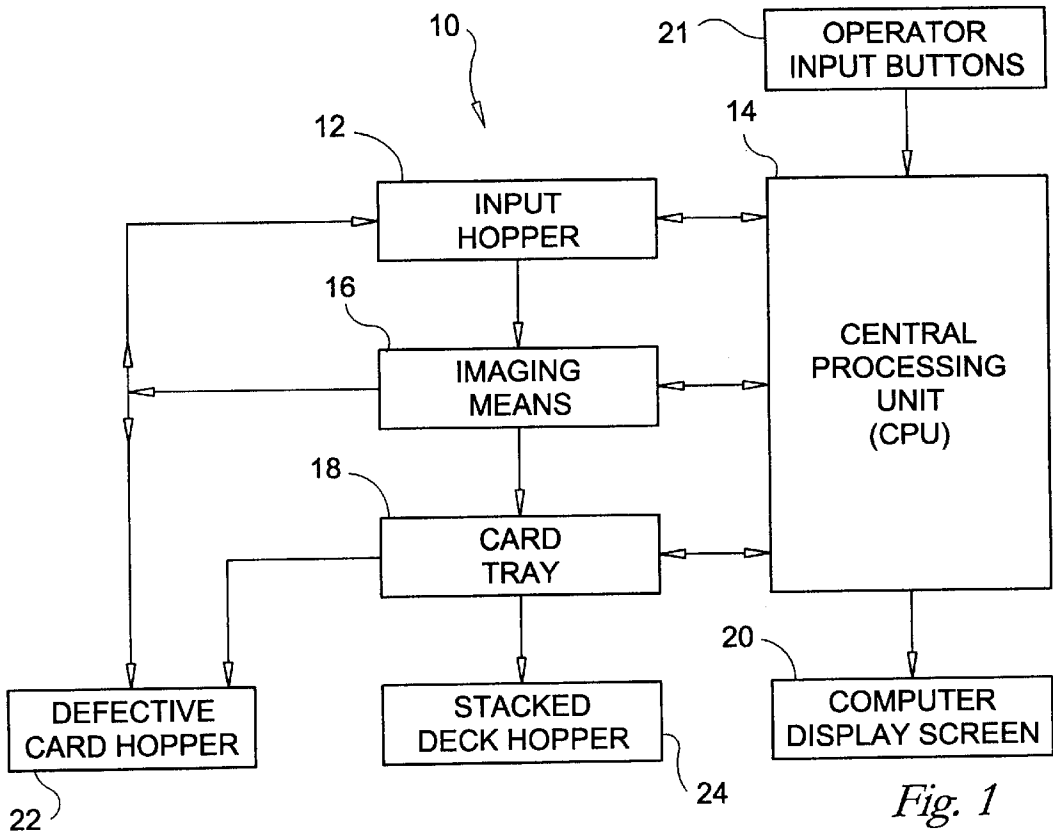 10
21
OPERATOR
INPUT BUTTONS
12
14
INPUT
HOPPER
16
IMAGING
MEANS
CENTRAL
PROCESSING
UNIT
(CPU)
18
CARD
TRAY
20
DEFECTIVE
CARD HOPPER
STACKED
DECK HOPPER
COMPUTER
DISPLAY SCREEN
22
24
Fig. 1